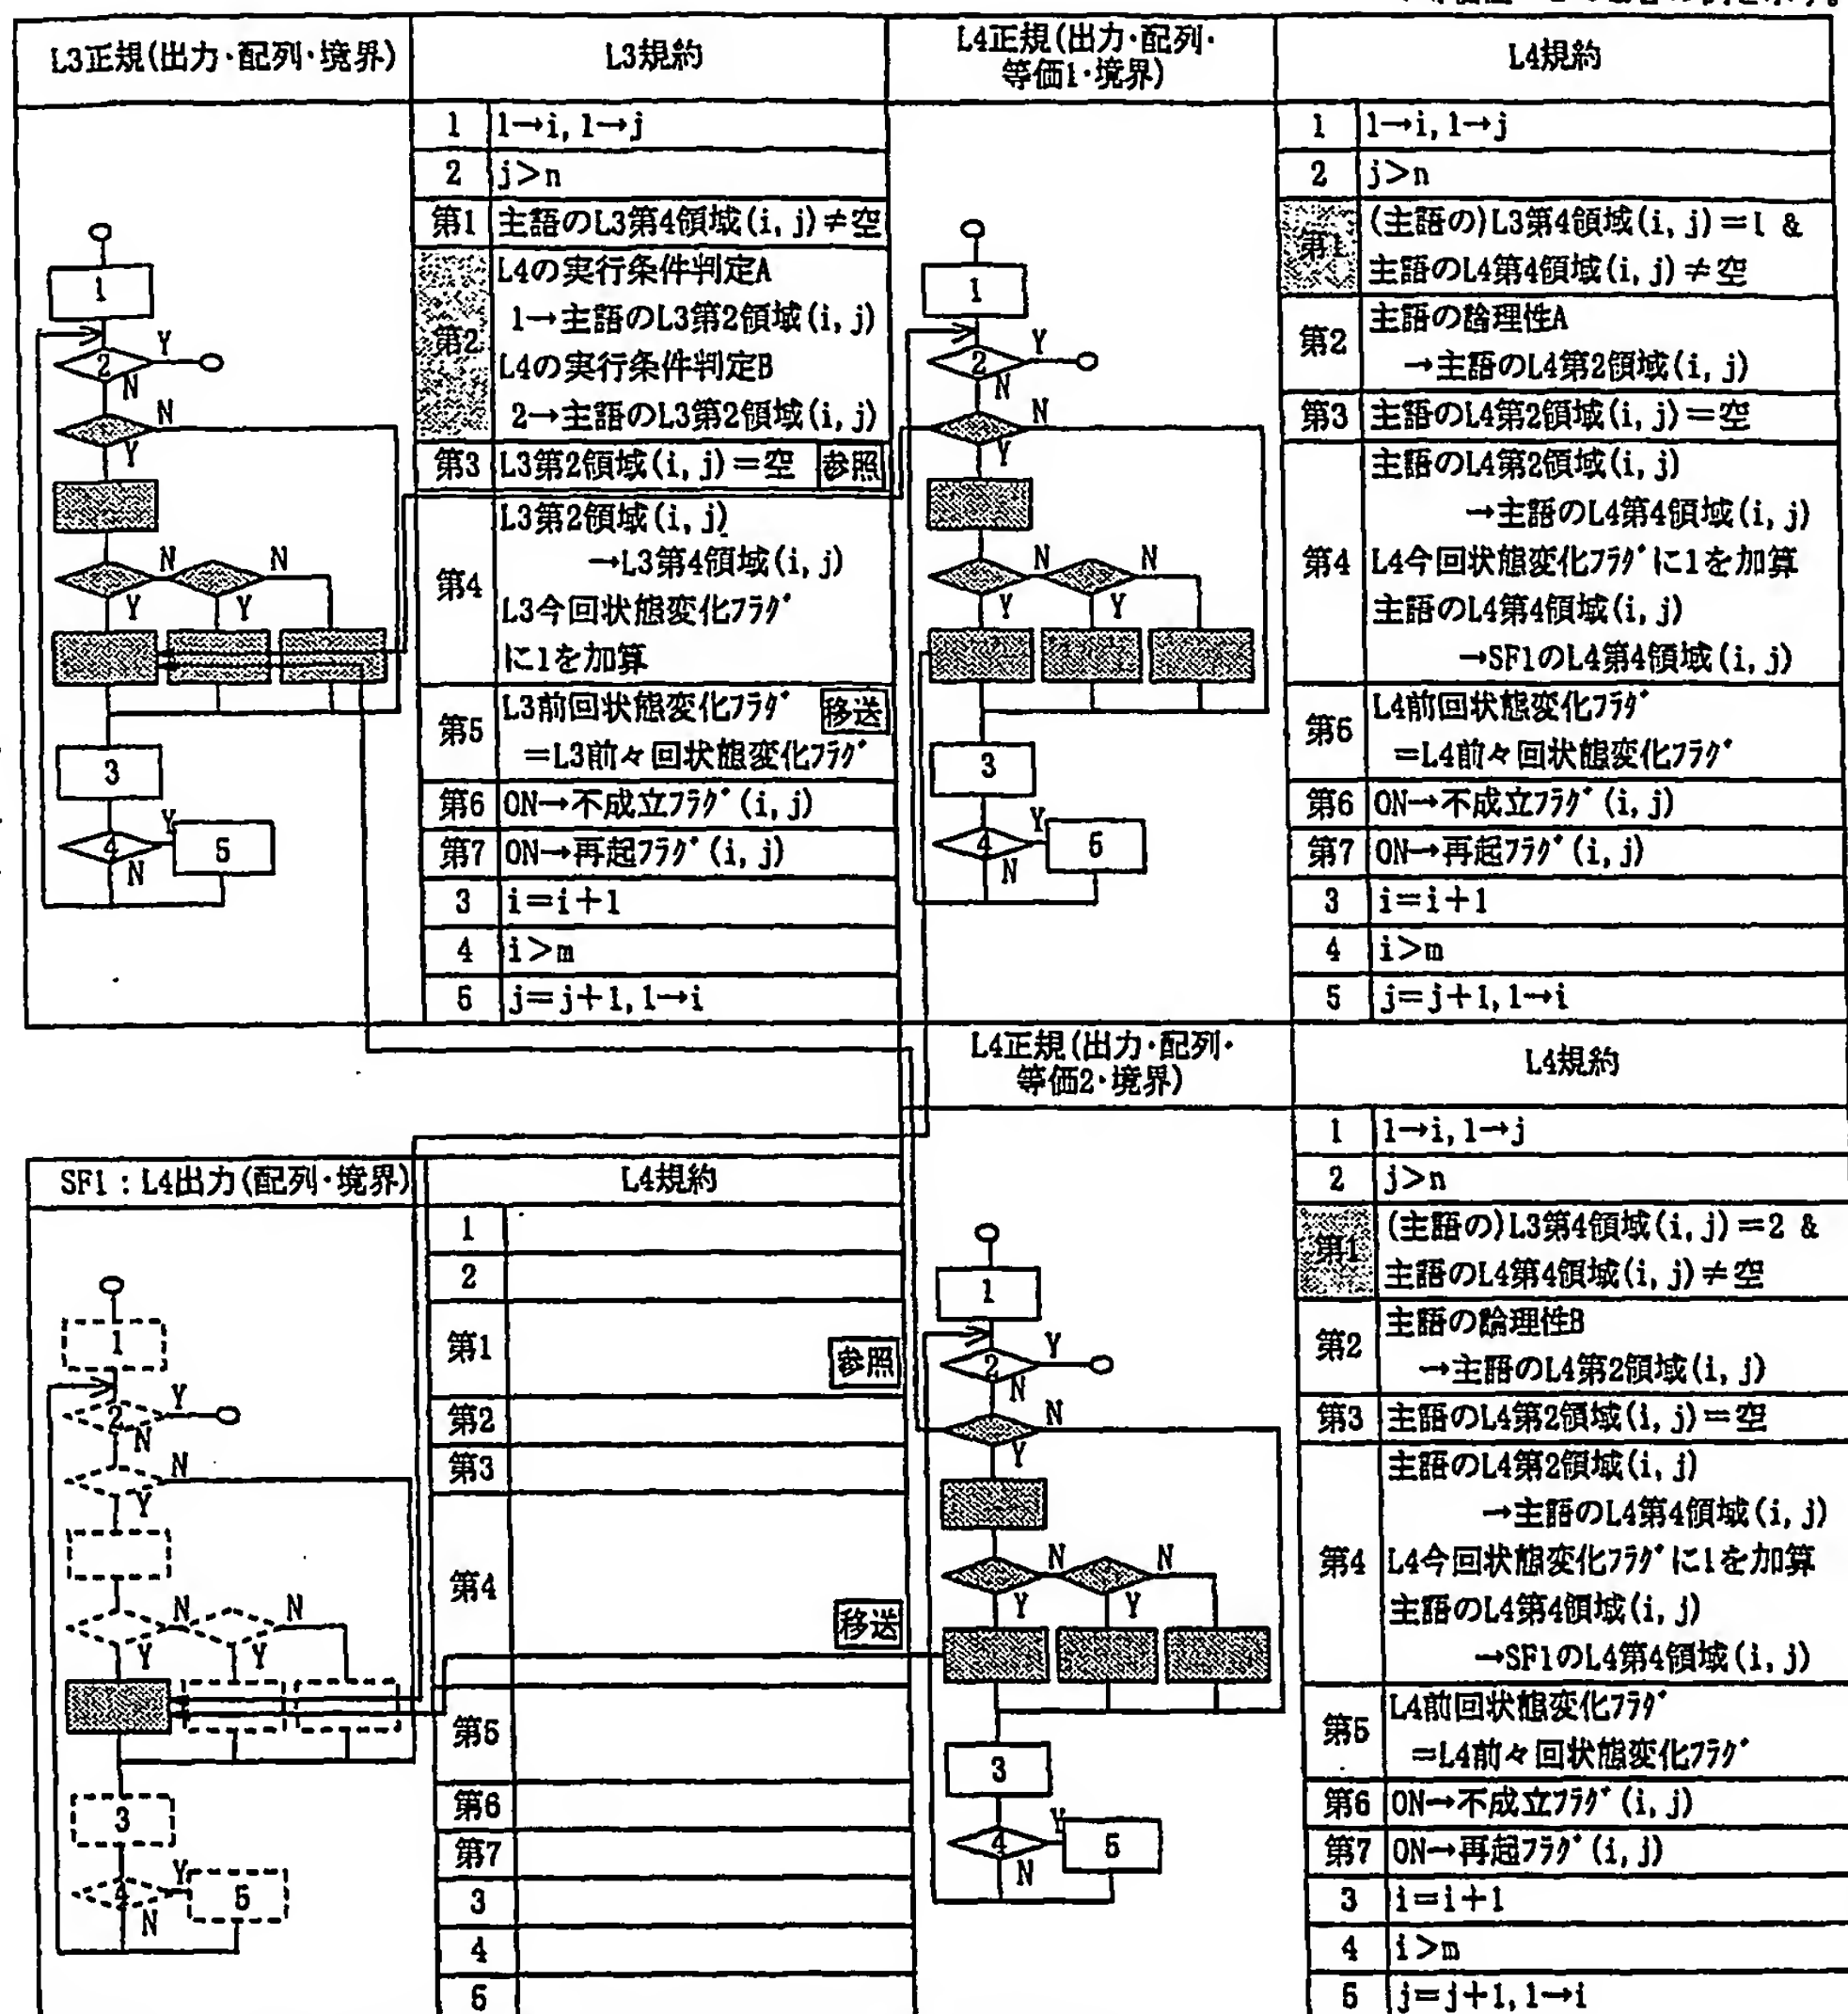 L3正規(出力・配列・境界)
L3規約
1 1→i, 1→j
2 j>n
第1 主語のL3第4領域(i, j)≠空
第2 L4の実行条件判定A
1→主語のL3第2領域(i, j)
L4の実行条件判定B
2→主語のL3第2領域(i, j)
第3 L3第2領域(i, j)=空 参照
第4 L3第2領域(i, j)
→L3第4領域(i, j)
L3今回状態変化フラグ
に1を加算
第5 L3前回状態変化フラグ 移送
=L3前々回状態変化フラグ
第6 ON→不成立フラグ(i, j)
第7 ON→再起フラグ(i, j)
3 i=i+1
4 i>m
5 j=j+1, 1→i
1
2
Y
N
N
Y
N
N
Y
Y
3
4
Y
5
N
L4正規(出力・配列・
等価1・境界)
L4規約
1 1→i, 1→j
2 j>n
第1 (主語の)L3第4領域(i, j)=1 &
主語のL4第4領域(i, j)≠空
第2 主語の論理性A
→主語のL4第2領域(i, j)
第3 主語のL4第2領域(i, j)=空
第4 主語のL4第2領域(i, j)
→主語のL4第4領域(i, j)
L4今回状態変化フラグに1を加算
主語のL4第4領域(i, j)
→SF1のL4第4領域(i, j)
第5 L4前回状態変化フラグ
=L4前々回状態変化フラグ
第6 ON→不成立フラグ(i, j)
第7 ON→再起フラグ(i, j)
3 i=i+1
4 i>m
5 j=j+1, 1→i
1
2
Y
N
N
Y
N
N
Y
3
4
Y
5
N
SF1:L4出力(配列・境界)
L4規約
1
2
第1 参照
第2
第3
第4 移送
第5
第6
第7
3
4
5
1
2
Y
N
N
Y
N
N
Y
Y
3
4
Y
5
N
L4正規(出力・配列・
等価2・境界)
L4規約
1 1→i, 1→j
2 j>n
第1 (主語の)L3第4領域(i, j)=2 &
主語のL4第4領域(i, j)≠空
第2 主語の論理性B
→主語のL4第2領域(i, j)
第3 主語のL4第2領域(i, j)=空
第4 主語のL4第2領域(i, j)
→主語のL4第4領域(i, j)
L4今回状態変化フラグに1を加算
主語のL4第4領域(i, j)
→SF1のL4第4領域(i, j)
第5 L4前回状態変化フラグ
=L4前々回状態変化フラグ
第6 ON→不成立フラグ(i, j)
第7 ON→再起フラグ(i, j)
3 i=i+1
4 i>m
5 j=j+1, 1→i
1
2
Y
N
N
Y
N
N
Y
Y
3
4
Y
5
N